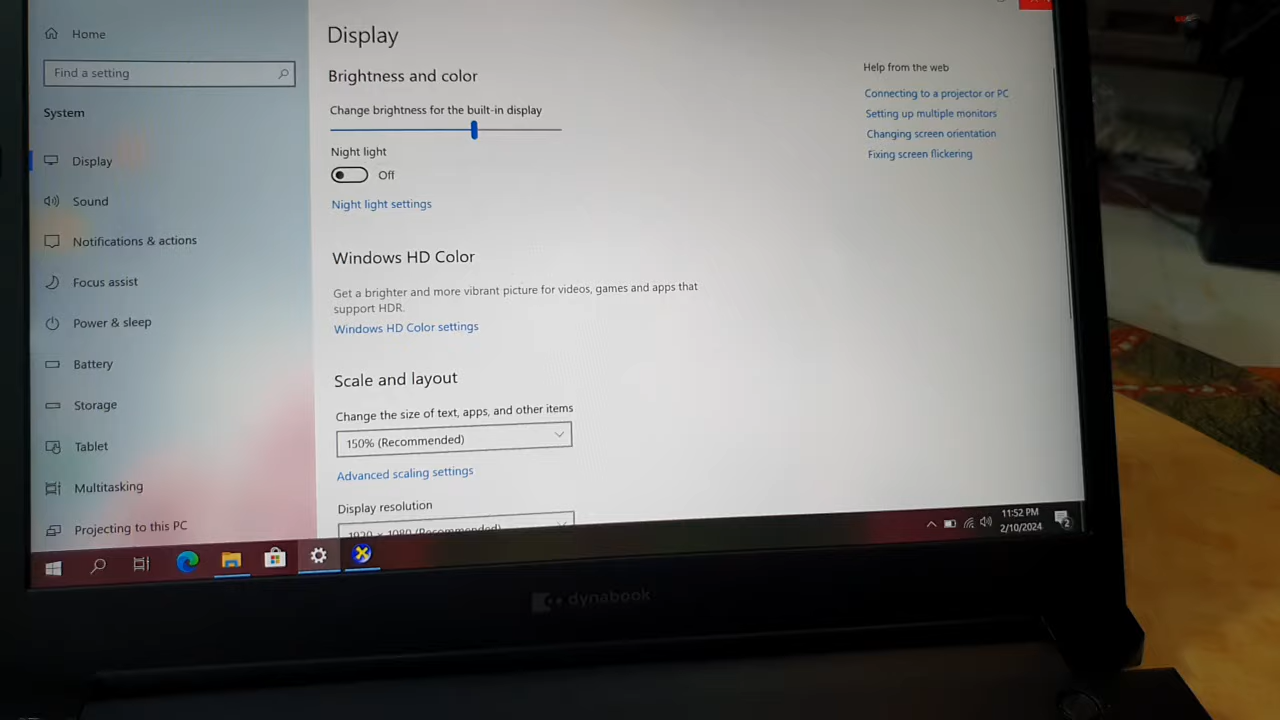 Home
Find a setting
System
Display
Sound
Notifications & actions
Focus assist
Power & sleep
Battery
Storage
Tablet
Multitasking
Projecting to this PC
Display
Brightness and color
Change brightness for the built-in display
Night light
Off
Night light settings
Windows HD Color
Get a brighter and more vibrant picture for videos, games and apps that
support HDR.
Windows HD Color settings
Scale and layout
Change the size of text, apps, and other items
150% (Recommended)
Advanced scaling settings
Display resolution
1920 × 1080 (Recommended)
Help from the web
Connecting to a projector or PC
Setting up multiple monitors
Changing screen orientation
Fixing screen flickering
11:52 PM
2/10/2024
2
dynabook